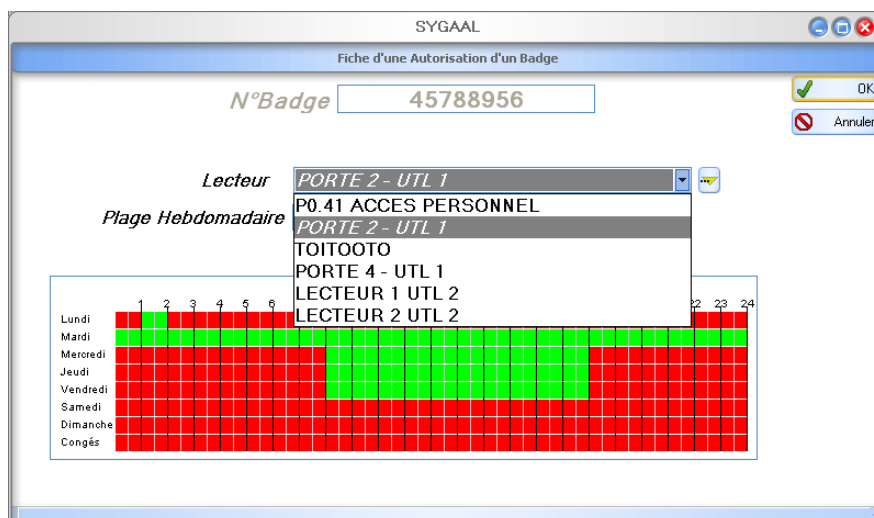 SYGAAL
Fiche d'une Autorisation d'un Badge
N°Badge 45788956
OK
Annuler
Lecteur PORTE 2 - UTL 1
Plage Hebdomadaire
P0.41 ACCES PERSONNEL
PORTE 2 - UTL 1
TOITOOTO
PORTE 4 - UTL 1
LECTEUR 1 UTL 2
LECTEUR 2 UTL 2
1 2 3 4 5 6 22 23 24
Lundi
Mardi
Mercredi
Jeudi
Vendredi
Samedi
Dimanche
Congés